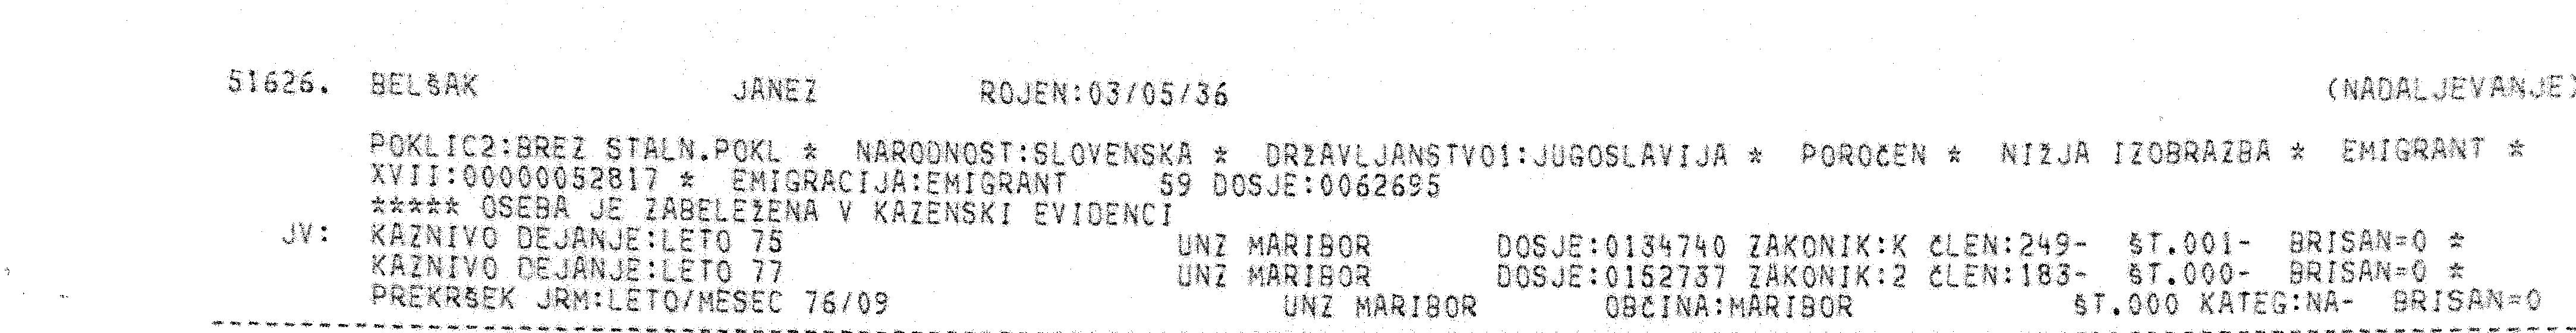 51626. BELŠAK JANEZ ROJEN:03/05/36 (NADALJEVANJE)
POKLIC2:BREZ STALN.POKL * NARODNOST:SLOVENSKA * DRŽAVLJANSTVO1:JUGOSLAVIJA * POROČEN * NIŽJA IZOBRAZBA * EMIGRANT *
XVII:00000052817 * EMIGRACIJA:EMIGRANT 59 DOSJE:0062695
***** OSEBA JE ZABELEŽENA V KAZENSKI EVIDENCI
JV: KAZNIVO DEJANJE:LETO 75 UNZ MARIBOR DOSJE:0134740 ZAKONIK:K ČLEN:249- ŠT.001- BRISAN=0 *
KAZNIVO DEJANJE:LETO 77 UNZ MARIBOR DOSJE:0152737 ZAKONIK:2 ČLEN:183- ŠT.000- BRISAN=0 *
PREKRŠEK JRM:LETO/MESEC 76/09 UNZ MARIBOR OBČINA:MARIBOR ŠT.000 KATEG:NA- BRISAN=0